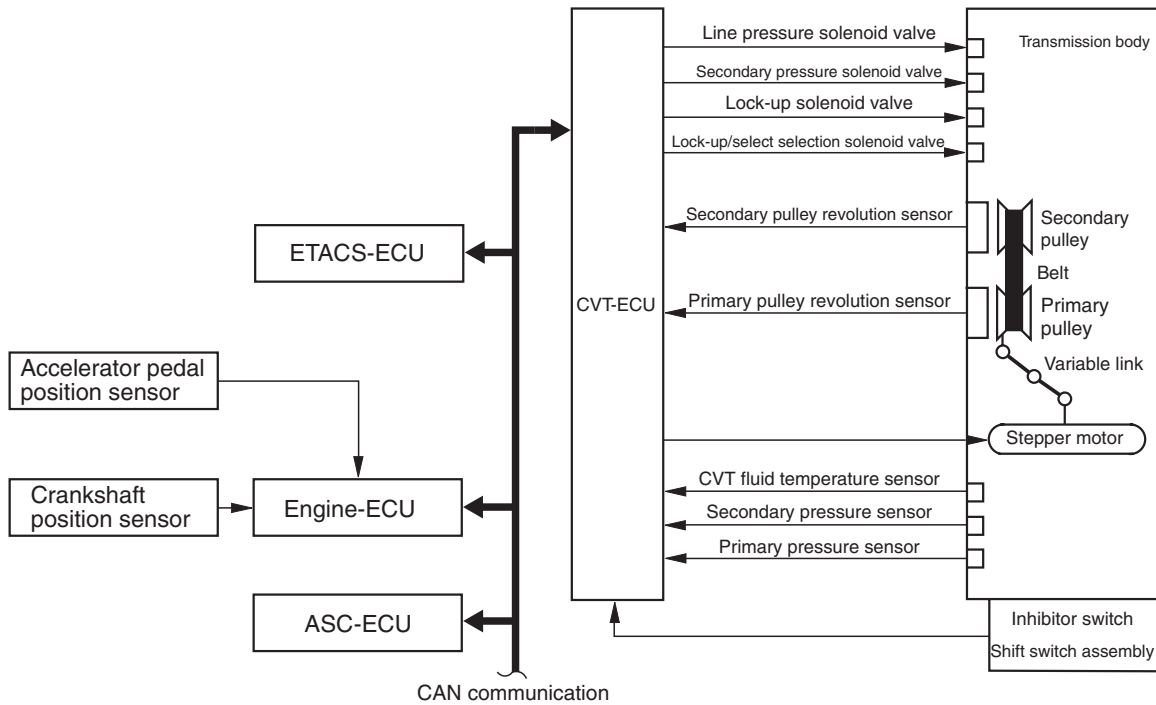 Line pressure solenoid valve
Transmission body
Secondary pressure solenoid valve
Lock-up solenoid valve
Lock-up/select selection solenoid valve
Secondary pulley revolution sensor
Secondary
pulley
ETACS-ECU
Belt
CVT-ECU
Primary pulley revolution sensor
Primary
pulley
Accelerator pedal
position sensor
Variable link
Stepper motor
Crankshaft
position sensor
Engine-ECU
CVT fluid temperature sensor
Secondary pressure sensor
Primary pressure sensor
ASC-ECU
Inhibitor switch
Shift switch assembly
CAN communication